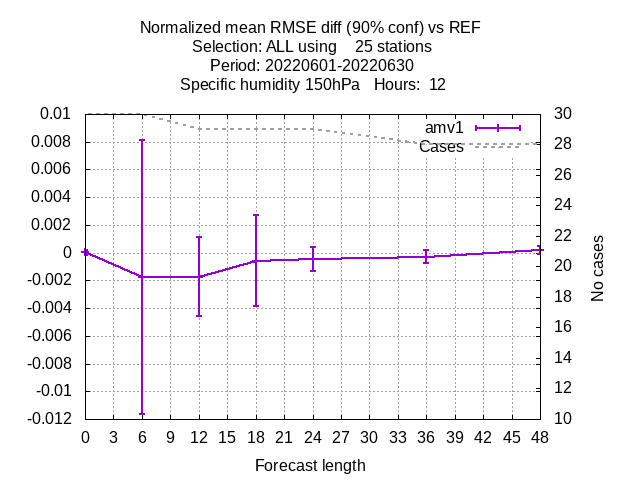 Normalized mean RMSE diff (90% conf) vs REF
Selection: ALL using    25 stations
Period: 20220601-20220630
Specific humidity 150hPa   Hours:  12
0.01
0.008
0.006
0.004
0.002
0
-0.002
-0.004
-0.006
-0.008
-0.01
-0.012
amv1
Cases
30
28
26
24
22
20
18
16
14
12
10
No cases
0 3 6 9 12 15 18 21 24 27 30 33 36 39 42 45 48
Forecast length